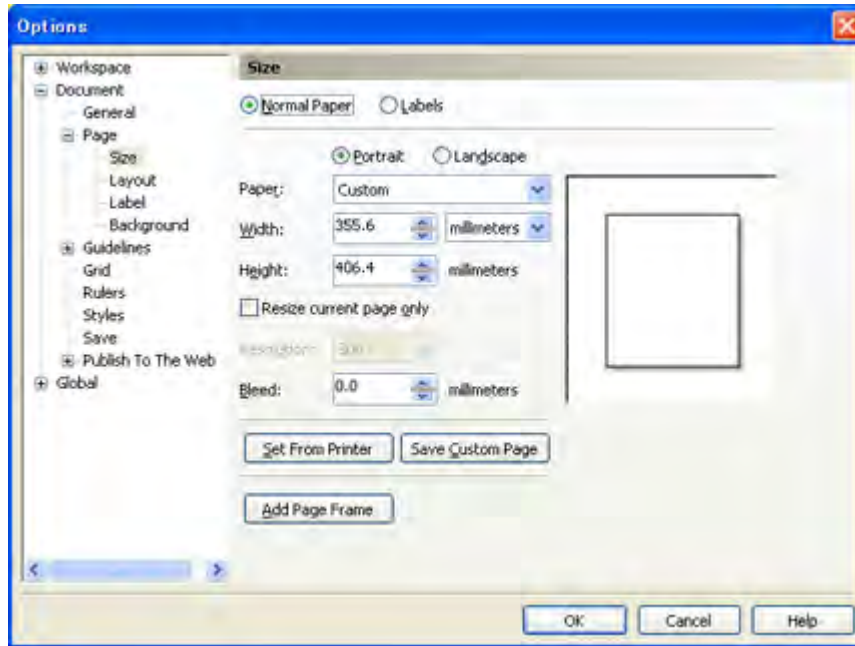 Options
Workspace
Document
General
Page
Size
Layout
Label
Background
Guidelines
Grid
Rulers
Styles
Save
Publish To The Web
Global
Size
Normal Paper Labels
Portrait Landscape
Paper: Custom
Width: 355.6 millimeters
Height: 406.4 millimeters
Resize current page only
Resolution: 300
Bleed: 0.0 millimeters
Set From Printer Save Custom Page
Add Page Frame
OK Cancel Help